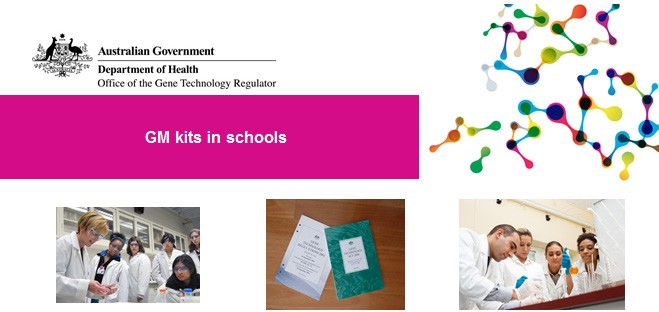 Australian Government
Department of Health
Office of the Gene Technology Regulator
GM kits in schools